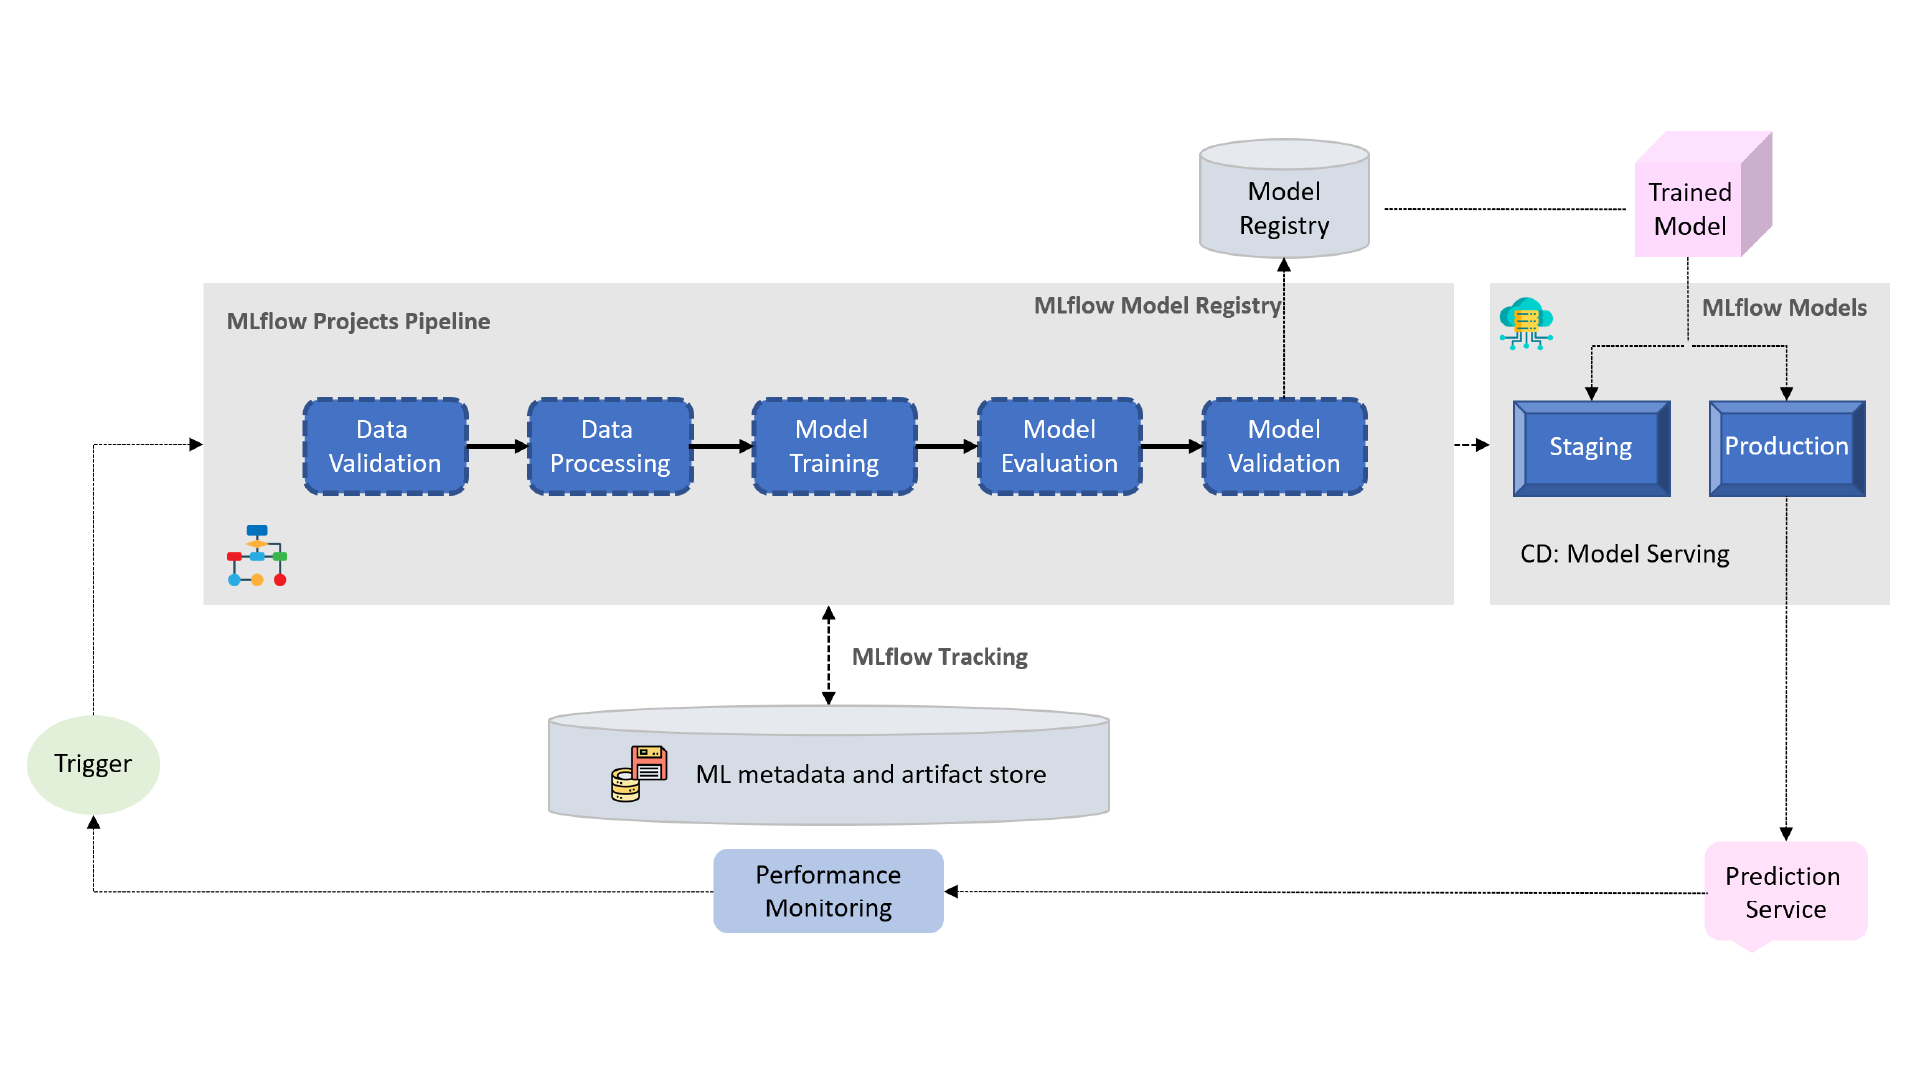 Model
Registry
Trained
Model
MLflow Projects Pipeline
MLflow Model Registry
MLflow Models
Data
Validation
Data
Processing
Model
Training
Model
Evaluation
Model
Validation
Staging
Production
CD: Model Serving
MLflow Tracking
Trigger
ML metadata and artifact store
Performance
Monitoring
Prediction
Service